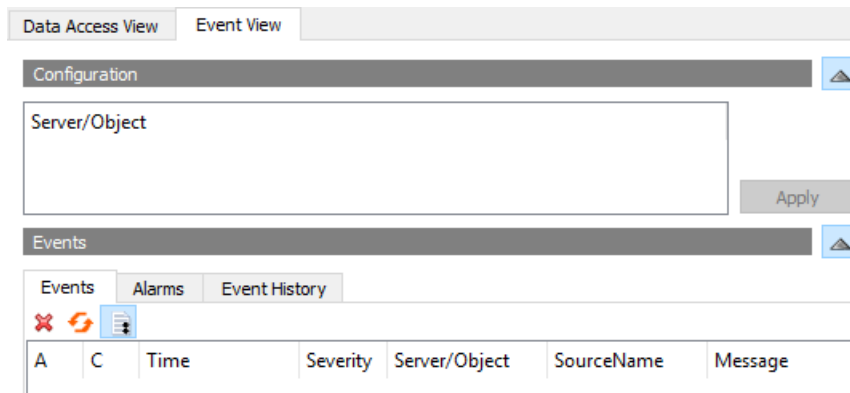 Data Access View Event View
Configuration
Server/Object
Apply
Events
Events Alarms Event History
A C Time Severity Server/Object SourceName Message